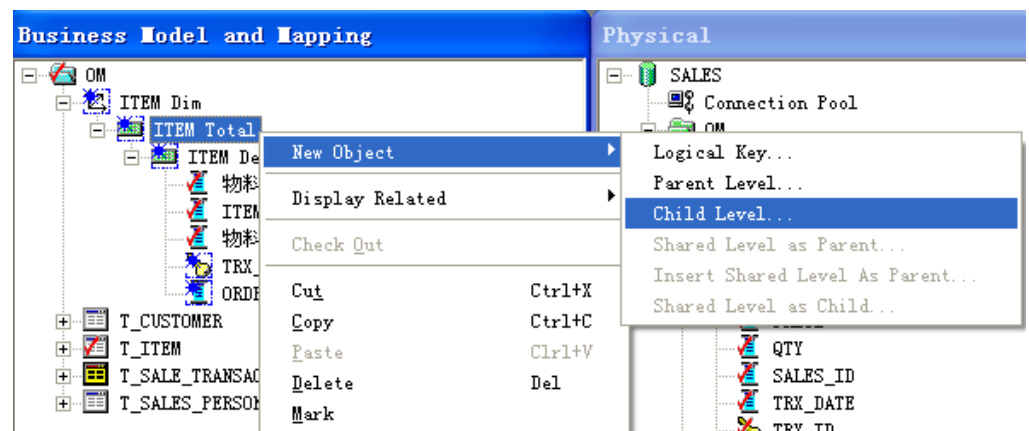 Business Model and Mapping
OM
ITEM Dim
ITEM Total
ITEM De
物料
ITEM
物料
TRX_
ORDE
T_CUSTOMER
T_ITEM
T_SALE_TRANSAC
T_SALES_PERSON
New Object
Display Related
Check Out
Cut Ctrl+X
Copy Ctrl+C
Paste Clrl+V
Delete Del
Mark
Physical
SALES
Connection Pool
OM
Logical Key...
Parent Level...
Child Level...
Shared Level as Parent...
Insert Shared Level As Parent...
Shared Level as Child...
QTY
SALES_ID
TRX_DATE
TRX_ID